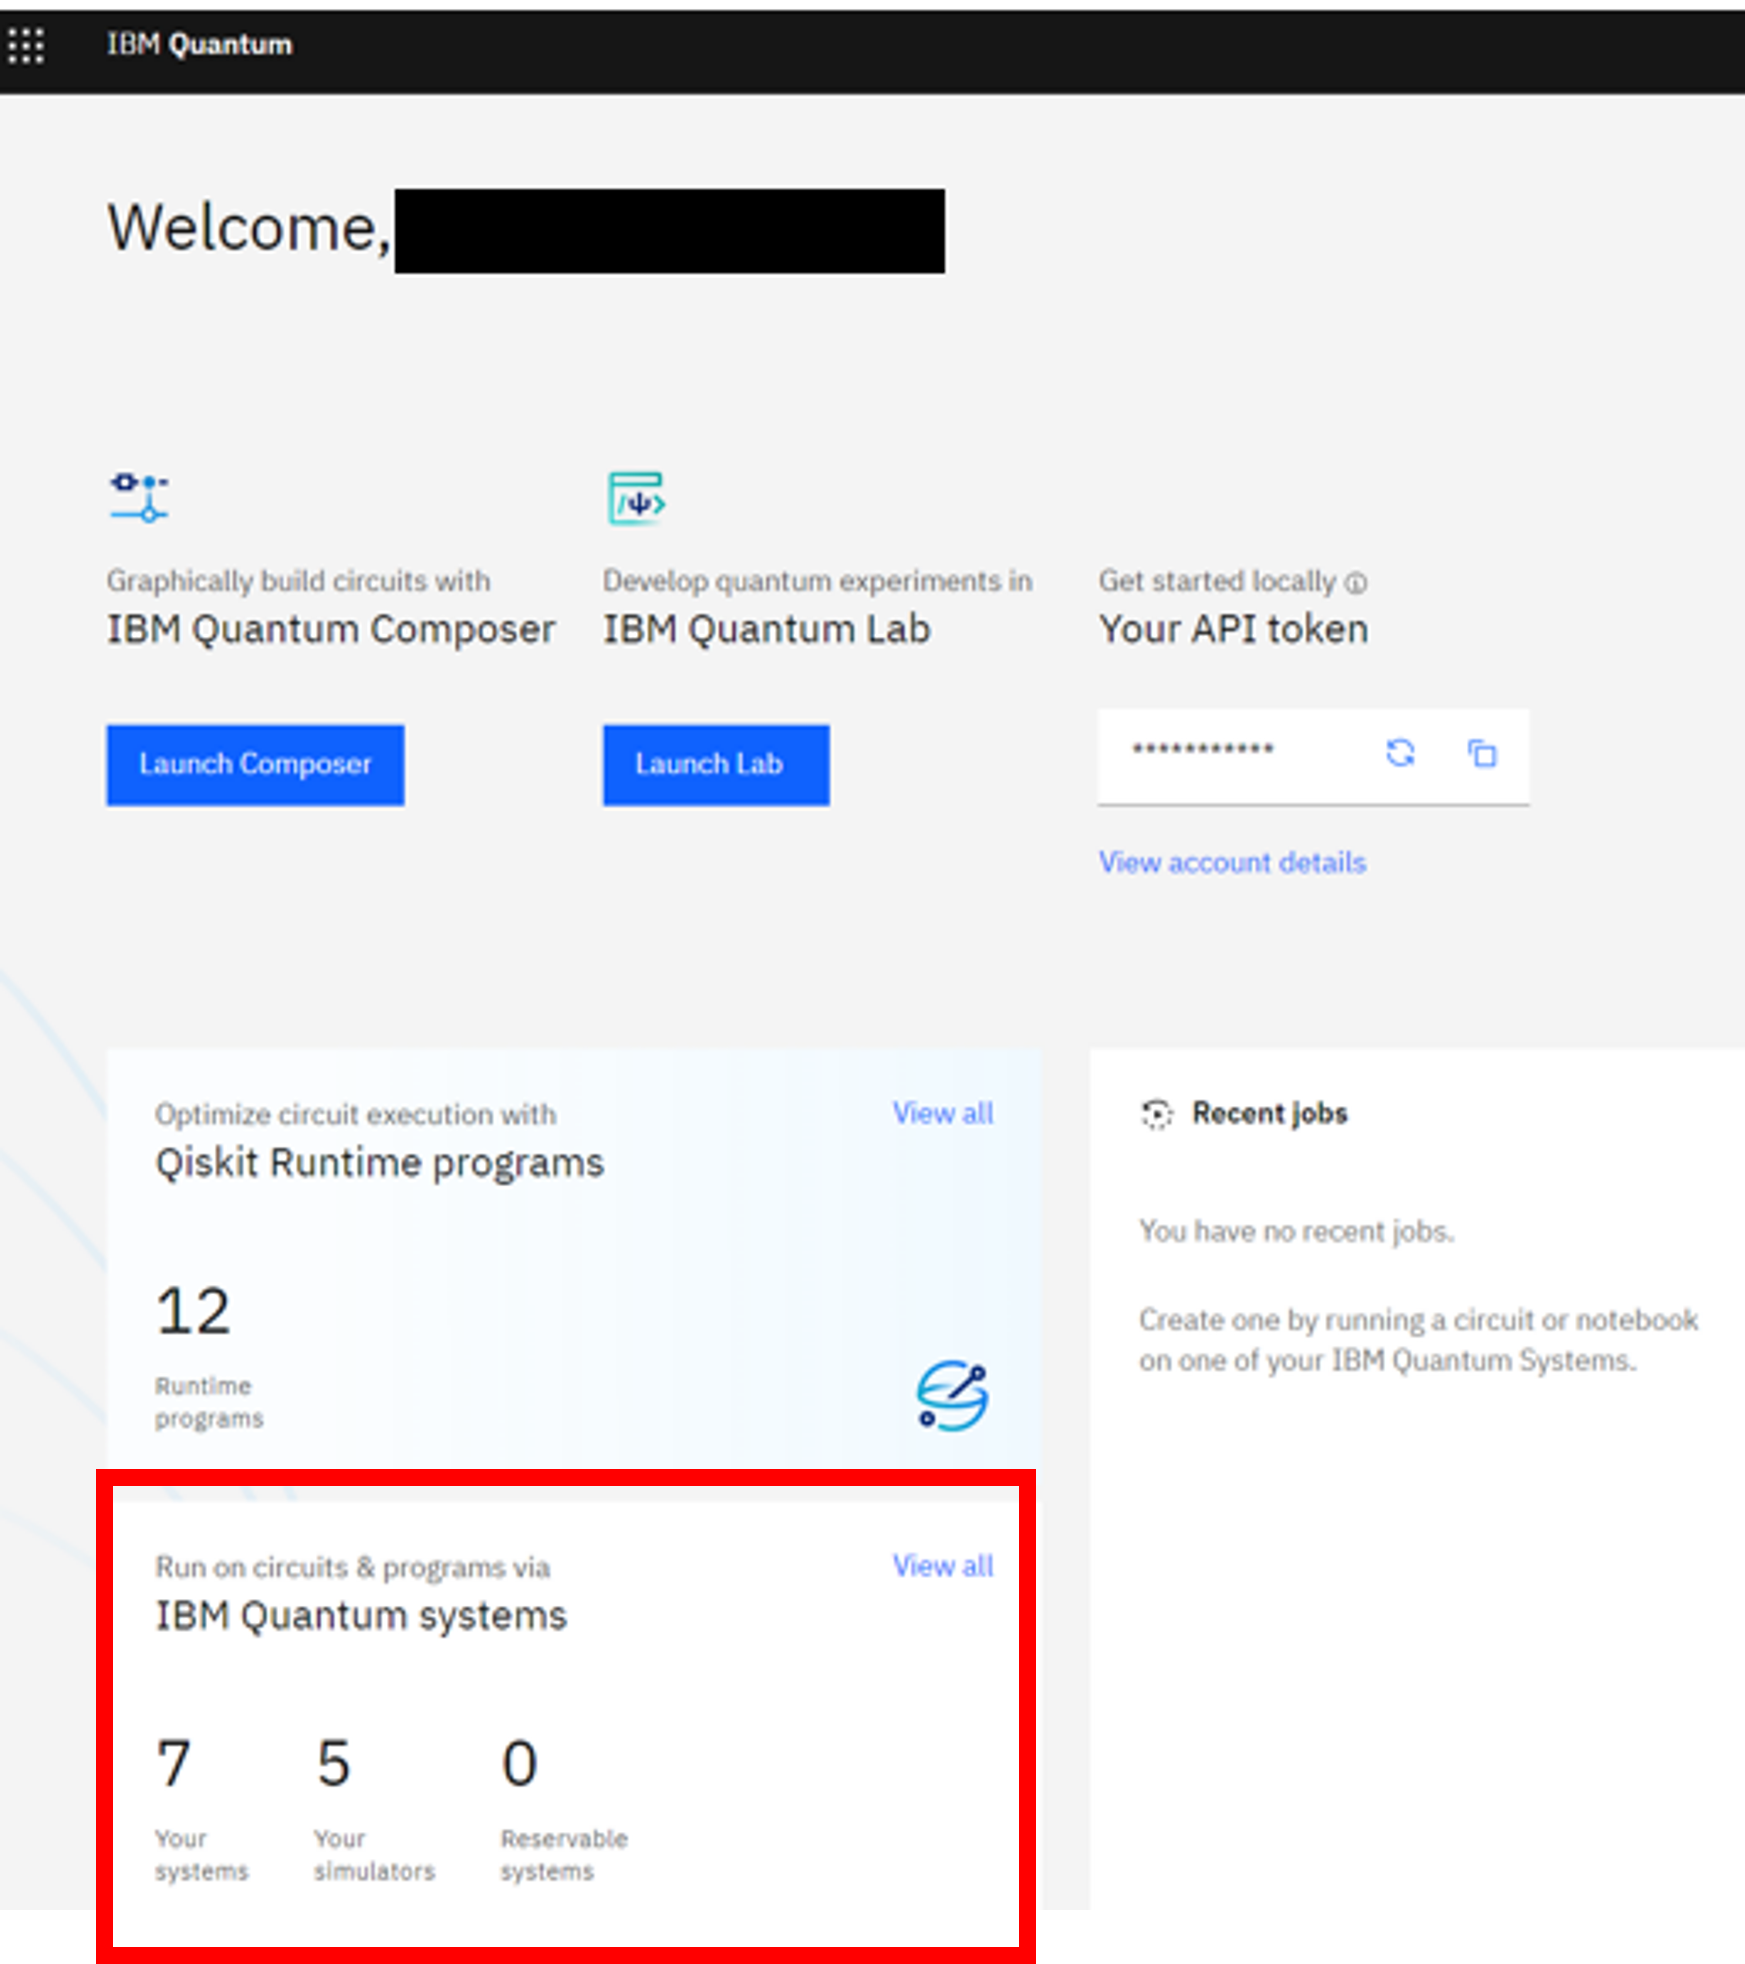 IBM Quantum
Welcome,
Graphically build circuits with
IBM Quantum Composer
Launch Composer
Develop quantum experiments in
IBM Quantum Lab
Launch Lab
Get started locally
Your API token
***********
View account details
Optimize circuit execution with
Qiskit Runtime programs
View all
12
Runtime
programs
Recent jobs
You have no recent jobs.
Create one by running a circuit or notebook
on one of your IBM Quantum Systems.
Run on circuits & programs via
IBM Quantum systems
View all
7
Your
systems
5
Your
simulators
0
Reservable
systems